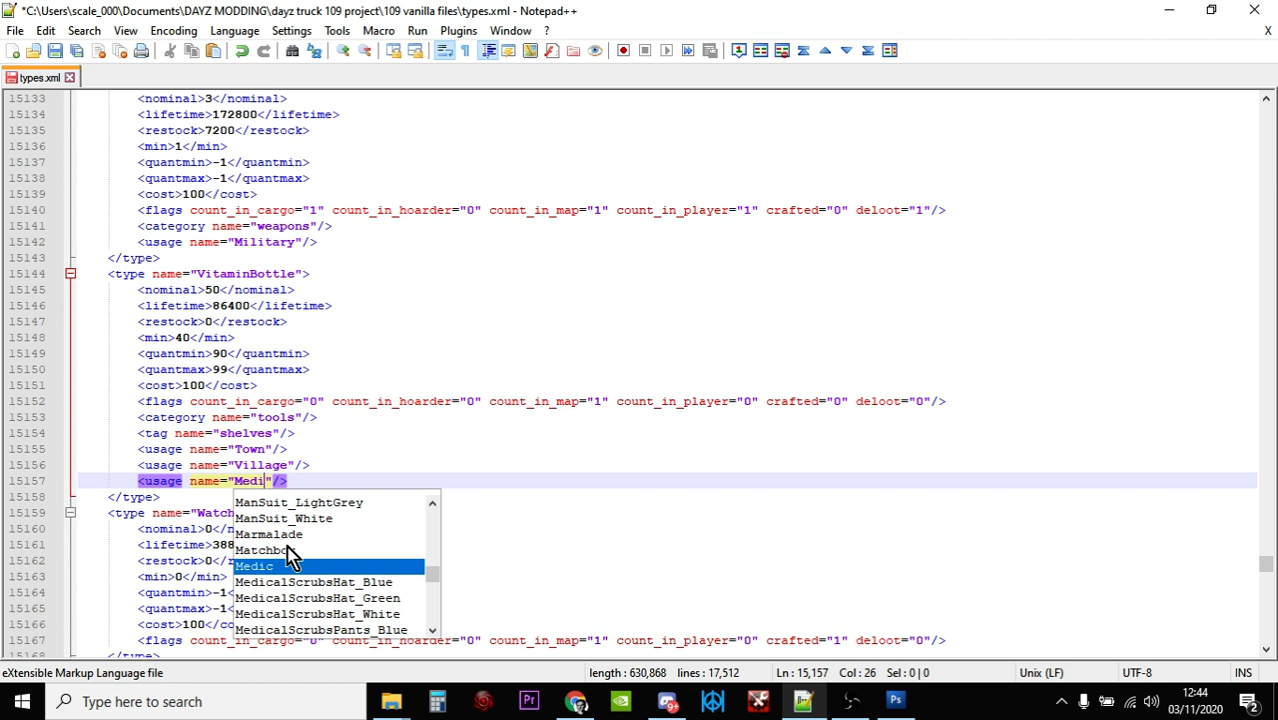 *C:\Users\scale_000\Documents\DAYZ MODDING\dayz truck 109 project\109 vanilla files\types.xml - Notepad++
File Edit Search View Encoding Language Settings Tools Macro Run Plugins Window ?
X
types.xml
15133 <nominal>3</nominal>
15134 <lifetime>172800</lifetime>
15135 <restock>7200</restock>
15136 <min>1</min>
15137 <quantmin>-1</quantmin>
15138 <quantmax>-1</quantmax>
15139 <cost>100</cost>
15140 <flags count_in_cargo="1" count_in_hoarder="0" count_in_map="1" count_in_player="1" crafted="0" deloot="1"/>
15141 <category name="weapons"/>
15142 <usage name="Military"/>
15143 </type>
15144 <type name="VitaminBottle">
15145 <nominal>50</nominal>
15146 <lifetime>86400</lifetime>
15147 <restock>0</restock>
15148 <min>40</min>
15149 <quantmin>90</quantmin>
15150 <quantmax>99</quantmax>
15151 <cost>100</cost>
15152 <flags count_in_cargo="0" count_in_hoarder="0" count_in_map="1" count_in_player="0" crafted="0" deloot="0"/>
15153 <category name="tools"/>
15154 <tag name="shelves"/>
15155 <usage name="Town"/>
15156 <usage name="Village"/>
15157 <usage name="Medi"/>
15158 </type>
15159 <type name="Watch
15160 <nominal>0</n
15161 <lifetime>388
15162 <restock>0</r
15163 <min>0</min>
15164 <quantmin>-1<
15165 <quantmax>-1<
15166 <cost>100</co
15167 <flags count_in_cargo="0" count_in_hoarder="0" count_in_map="1" count_in_player="0" crafted="1" deloot="0"/>
15168
ManSuit_LightGrey
ManSuit_White
Marmalade
Medic
MedicalScrubsHat_Blue
MedicalScrubsHat_Green
MedicalScrubsHat_White
MedicalScrubsPants_Blue
eXtensible Markup Language file length : 630,868 lines : 17,512 Ln : 15,157 Col : 26 Sel : 0 | 0 Unix (LF) UTF-8 INS
Type here to search
12:44
03/11/2020
2